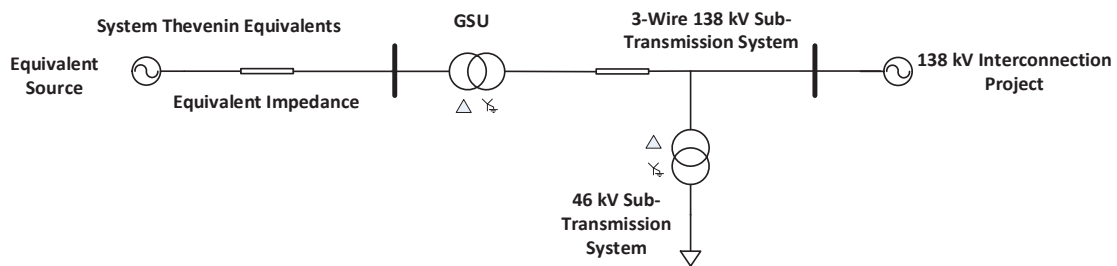 System Thevenin Equivalents
GSU
3-Wire 138 kV Sub-
Transmission System
Equivalent
Source
138 kV Interconnection
Project
Equivalent Impedance
46 kV Sub-
Transmission
System